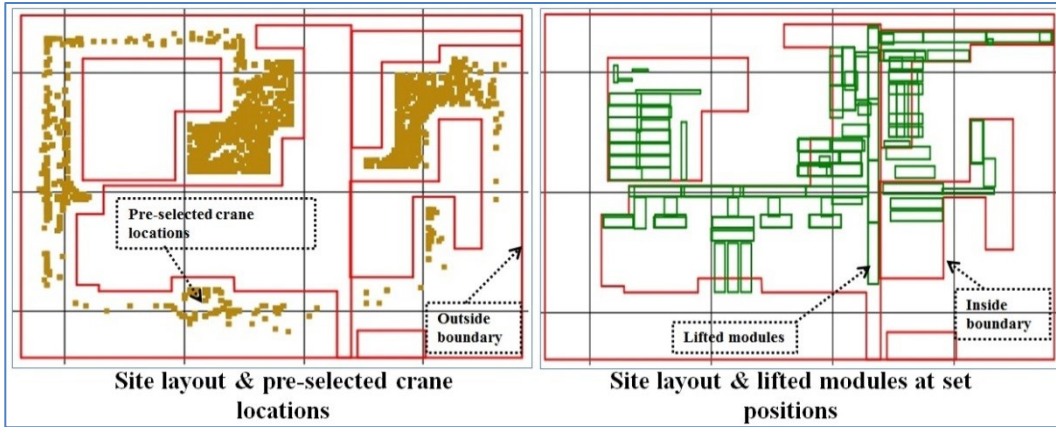 Pre-selected crane
locations
Outside
boundary
Site layout & pre-selected crane
locations
Lifted modules
Inside
boundary
Site layout & lifted modules at set
positions